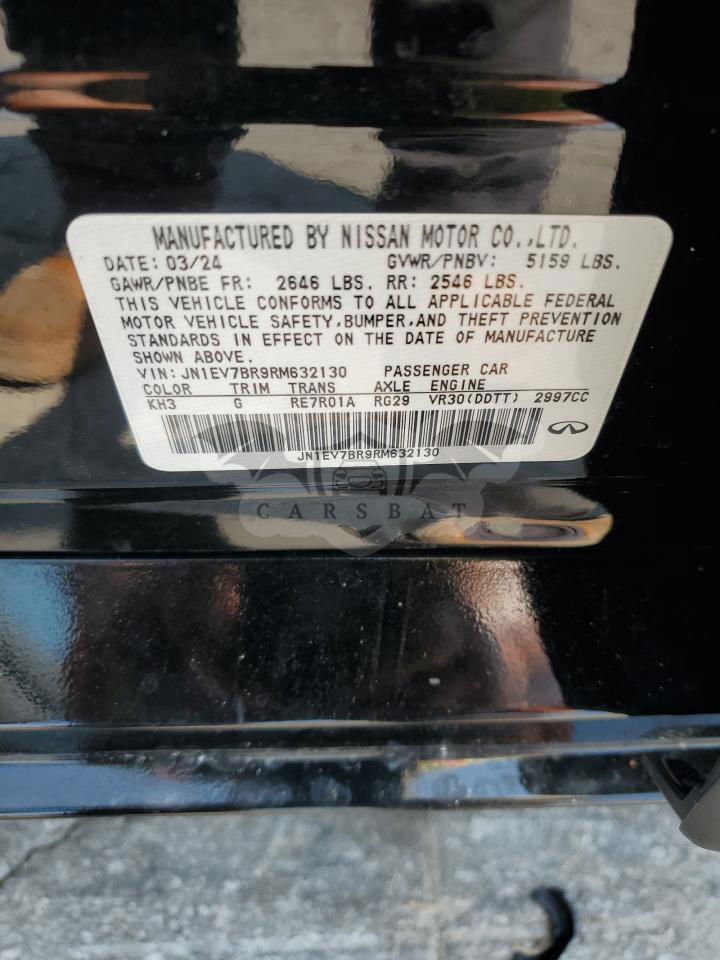 MANUFACTURED BY NISSAN MOTOR CO.,LTD.
DATE: 03/24 GVWR/PNBV: 5159 LBS.
GAWR/PNBE FR: 2646 LBS. RR: 2546 LBS.
THIS VEHICLE CONFORMS TO ALL APPLICABLE FEDERAL
MOTOR VEHICLE SAFETY,BUMPER,AND THEFT PREVENTION
STANDARDS IN EFFECT ON THE DATE OF MANUFACTURE
SHOWN ABOVE.
VIN: JN1EV7BR9RM632130 PASSENGER CAR
COLOR TRIM TRANS AXLE ENGINE
KH3 G RE7R01A RG29 VR30(DDTT) 2997CC
JN1EV7BR9RM632130
CARSBAT